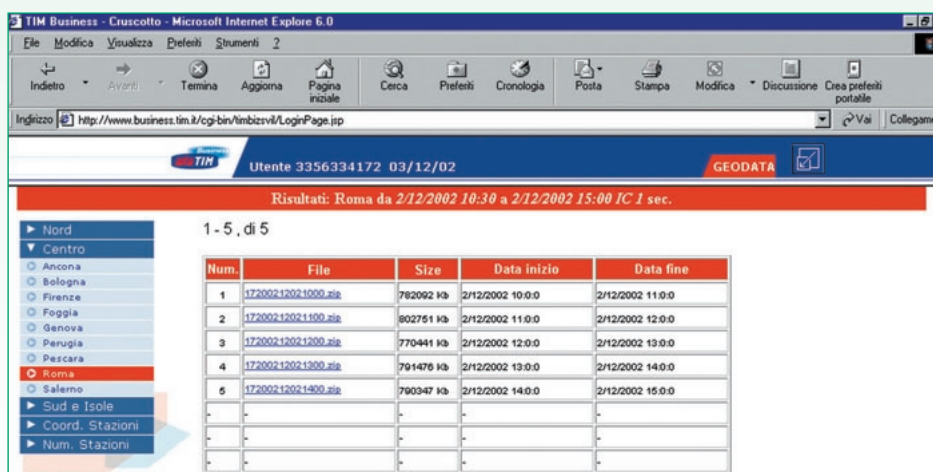 TIM Business - Cruscotto - Microsoft Internet Explore 6.0
File Modifica Visualizza Preferiti Strumenti ?
Indietro Avanti Termina Aggiorna Pagina iniziale Cerca Preferiti Cronologia Posta Stampa Modifica Discussione Crea preferiti portatile
Indirizzo http://www.business.tim.it/cgi-bin/timbizsvil/LoginPage.jsp Vai Collegame
Business
TIM
Utente 3356334172 03/12/02
GEODATA
Risultati: Roma da 2/12/2002 10:30 a 2/12/2002 15:00 IC 1 sec.
Nord
Centro
Ancona
Bologna
Firenze
Foggia
Genova
Perugia
Pescara
Roma
Salerno
Sud e Isole
Coord. Stazioni
Num. Stazioni
1 - 5 , di 5
Num. File Size Data inizio Data fine
1 17200212021000.zip 782092 Kb 2/12/2002 10:0:0 2/12/2002 11:0:0
2 17200212021100.zip 802751 Kb 2/12/2002 11:0:0 2/12/2002 12:0:0
3 17200212021200.zip 770441 Kb 2/12/2002 12:0:0 2/12/2002 13:0:0
4 17200212021300.zip 791476 Kb 2/12/2002 13:0:0 2/12/2002 14:0:0
5 17200212021400.zip 790347 Kb 2/12/2002 14:0:0 2/12/2002 15:0:0
- - - - -
- - - - -
- - - - -